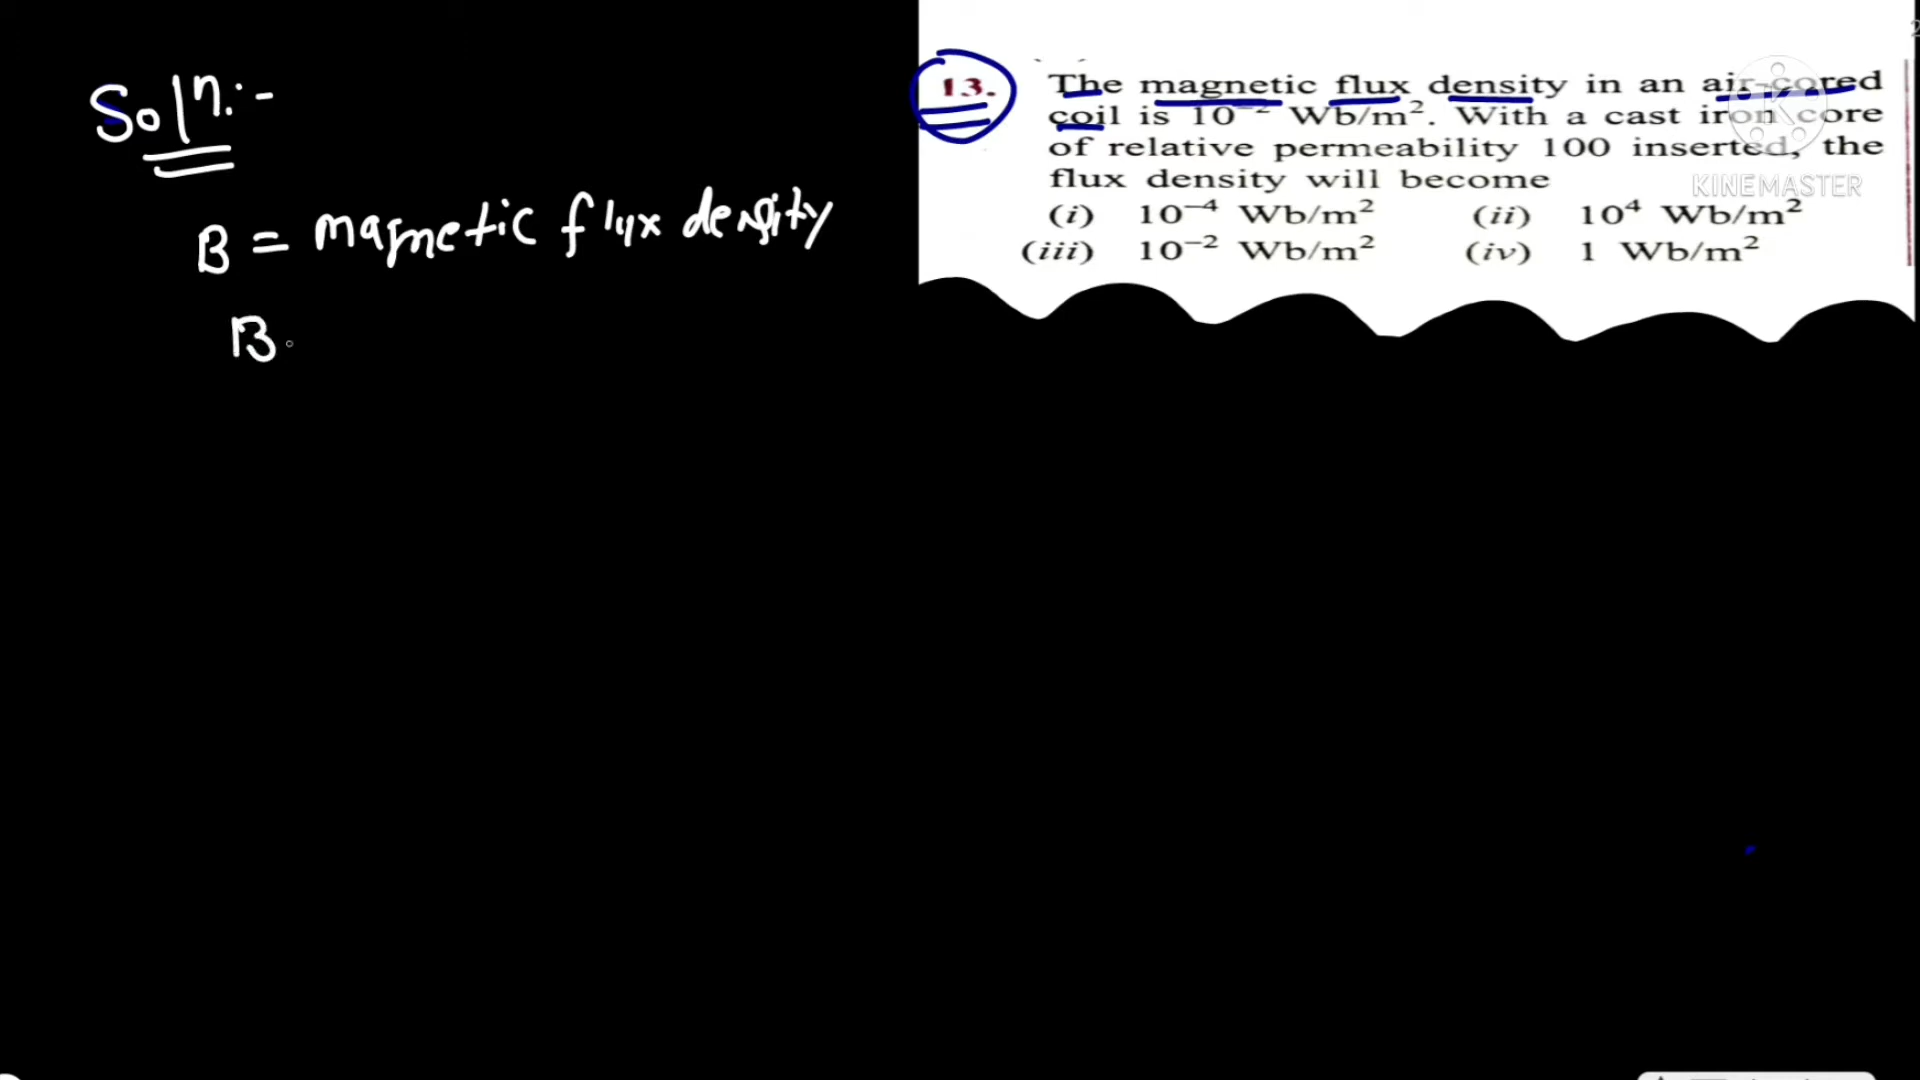 Soln:-
B = magnetic flux density
B
13. The magnetic flux density in an air-cored
coil is 10⁻² Wb/m². With a cast iron core
of relative permeability 100 inserted, the
flux density will become
(i) 10⁻⁴ Wb/m² (ii) 10⁴ Wb/m²
(iii) 10⁻² Wb/m² (iv) 1 Wb/m²
K
KINEMASTER